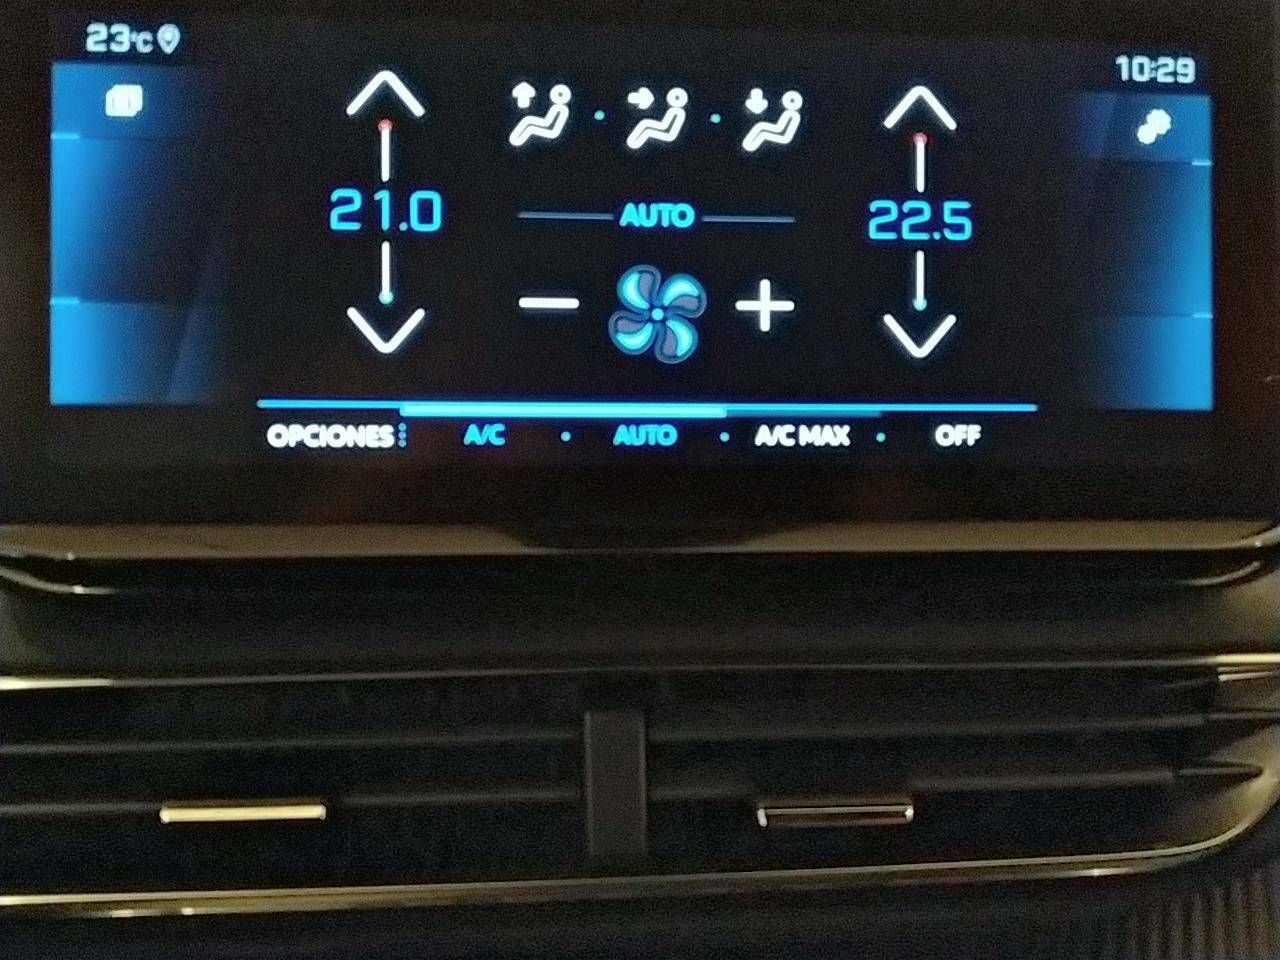 23°C
10:29
21.0
AUTO
22.5
OPCIONES A/C AUTO A/C MAX OFF